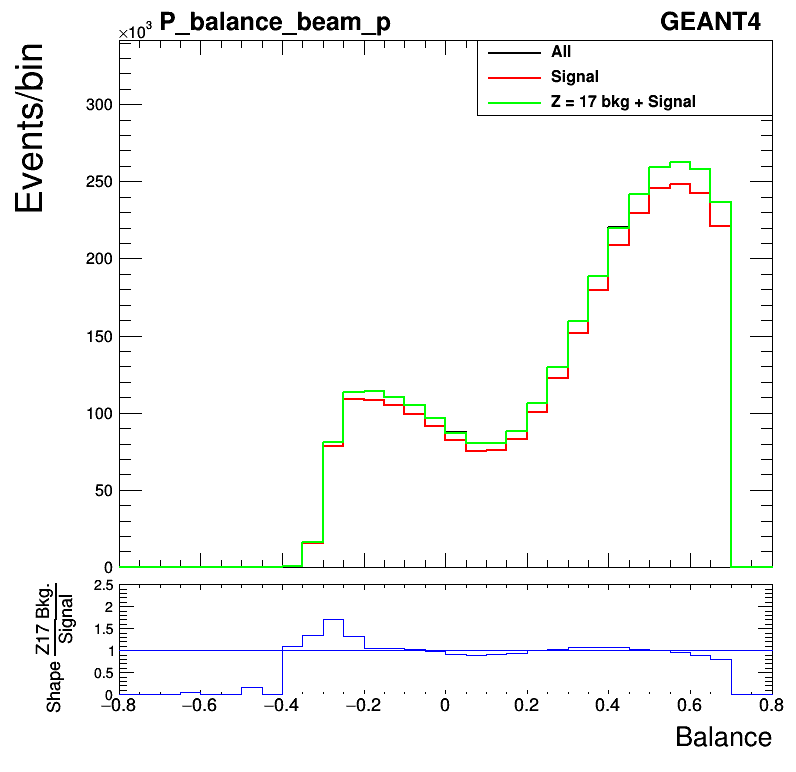 ×10³ P_balance_beam_p GEANT4
All
Signal
Z = 17 bkg + Signal
Events/bin
300
250
200
150
100
50
0
2.5
2
1.5
1
0.5
0
Shape Z17 Bkg.
Signal
−0.8 −0.6 −0.4 −0.2 0 0.2 0.4 0.6 0.8
Balance